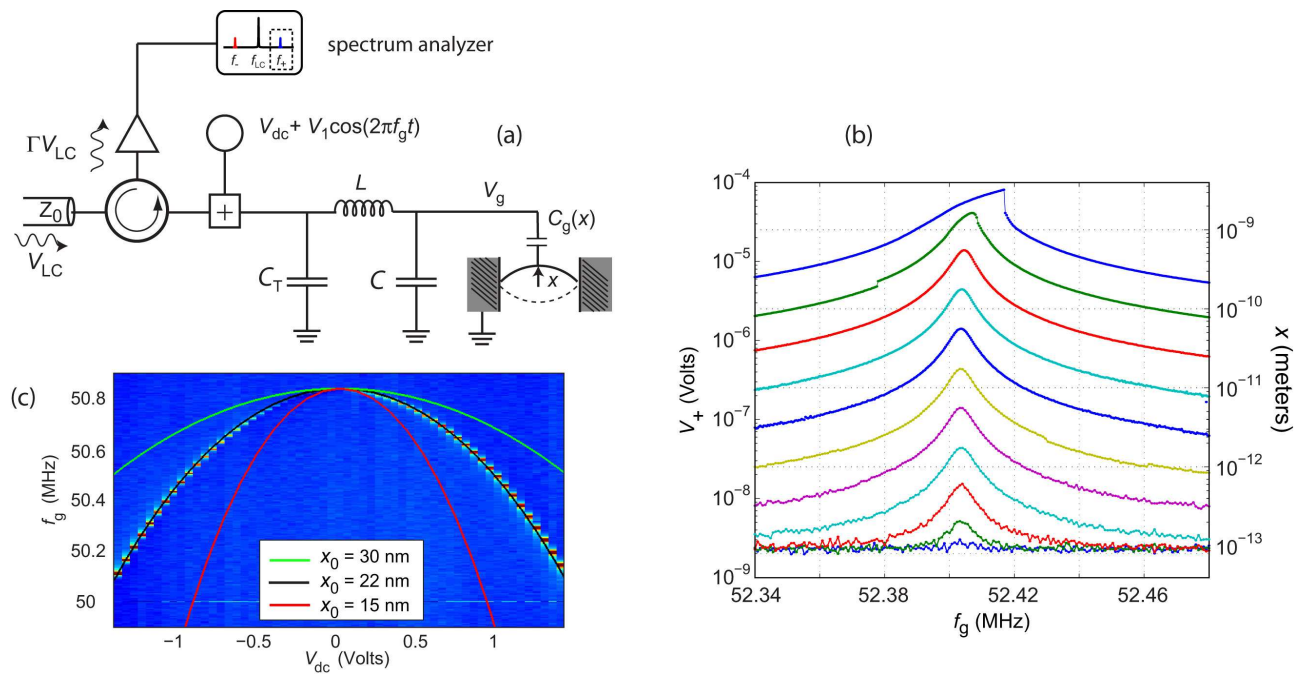 spectrum analyzer
f₋ f_LC f₊
V_dc + V₁cos(2πf_g t)
(a)
ΓV_LC
Z₀
V_LC
L
V_g
C_g(x)
C_T
C
x
(b)
10⁻⁴
10⁻⁵
10⁻⁶
10⁻⁷
10⁻⁸
10⁻⁹
V₊ (Volts)
10⁻⁹
10⁻¹⁰
10⁻¹¹
10⁻¹²
10⁻¹³
x (meters)
52.34 52.38 52.42 52.46
f_g (MHz)
(c)
50.8
50.6
50.4
50.2
50
f_g (MHz)
x₀ = 30 nm
x₀ = 22 nm
x₀ = 15 nm
−1 −0.5 0 0.5 1
V_dc (Volts)